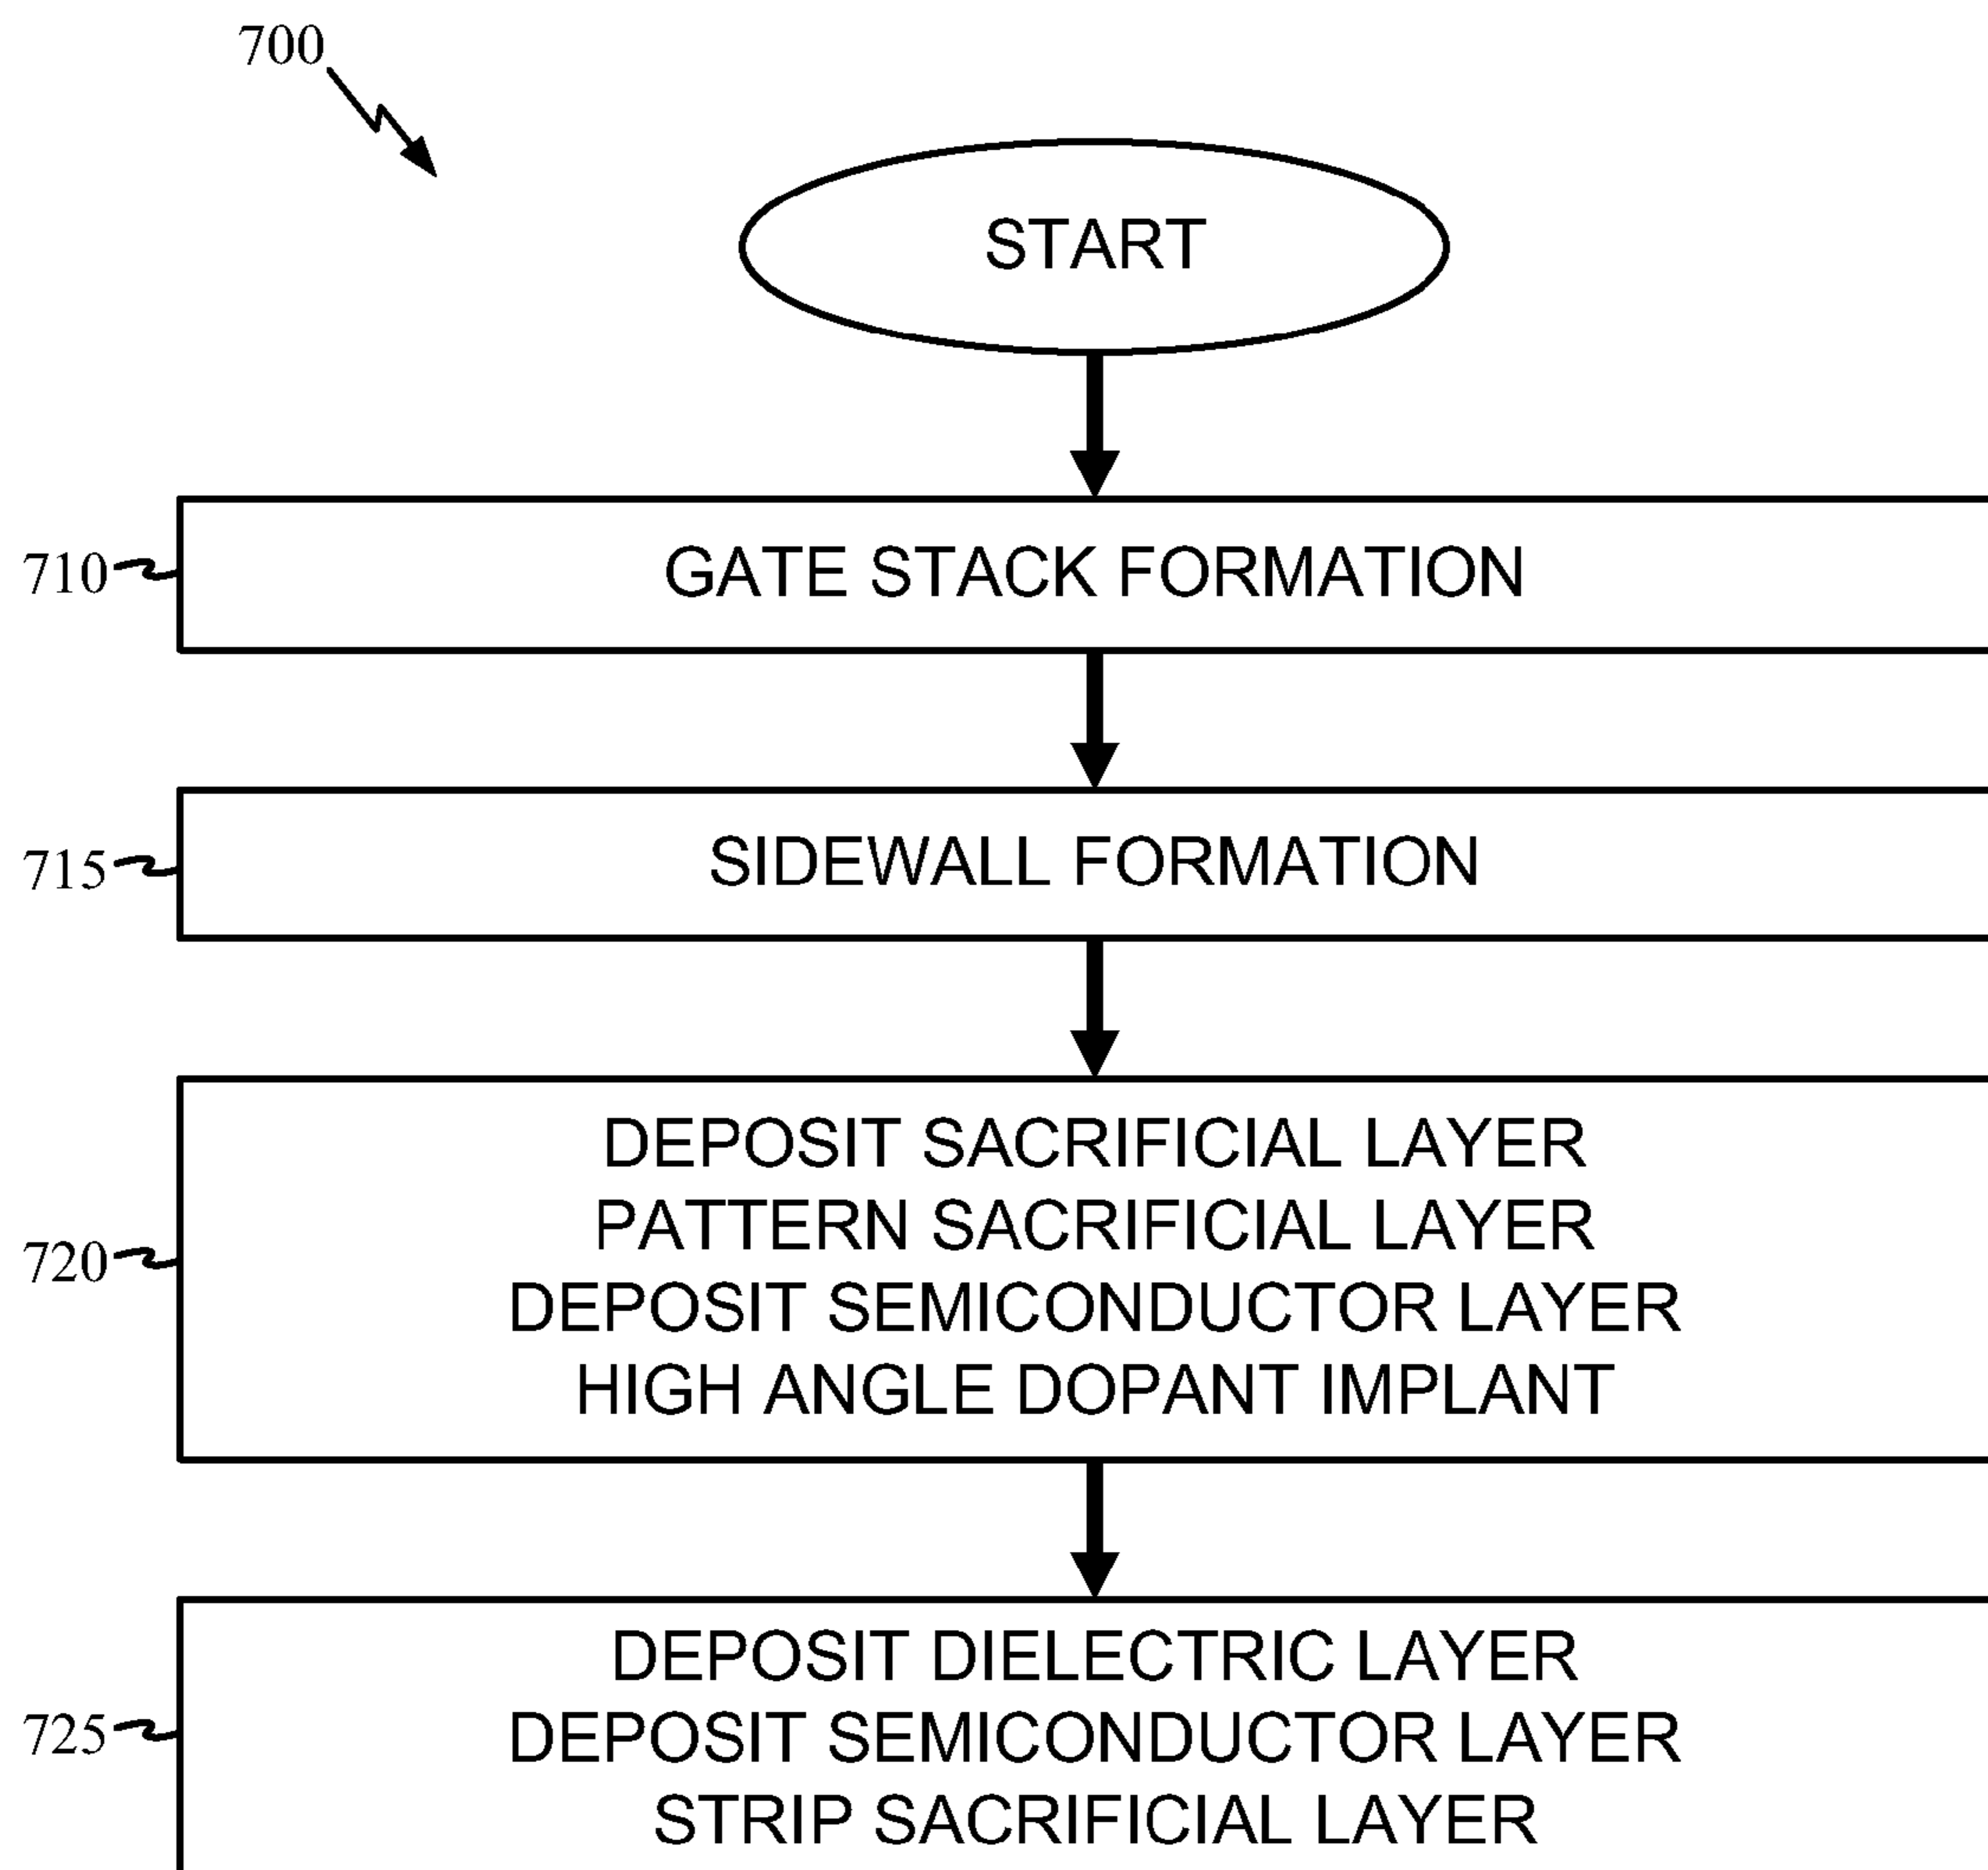 700
START
710
GATE STACK FORMATION
715
SIDEWALL FORMATION
720
DEPOSIT SACRIFICIAL LAYER
PATTERN SACRIFICIAL LAYER
DEPOSIT SEMICONDUCTOR LAYER
HIGH ANGLE DOPANT IMPLANT
725
DEPOSIT DIELECTRIC LAYER
DEPOSIT SEMICONDUCTOR LAYER
STRIP SACRIFICIAL LAYER